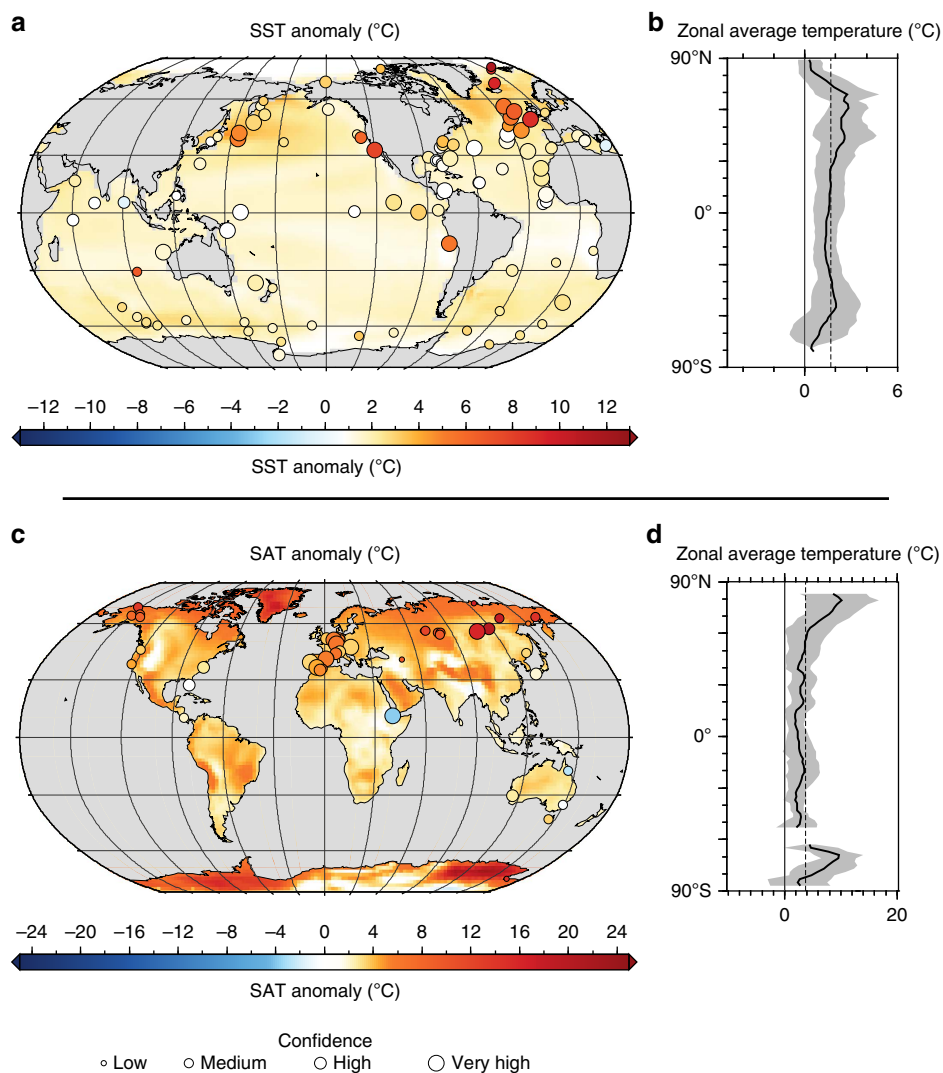 a
SST anomaly (°C)
b
Zonal average temperature (°C)
90°N
0°
90°S
0 6
−12 −10 −8 −6 −4 −2 0 2 4 6 8 10 12
SST anomaly (°C)
c
SAT anomaly (°C)
d
Zonal average temperature (°C)
90°N
0°
90°S
0 20
−24 −20 −16 −12 −8 −4 0 4 8 12 16 20 24
SAT anomaly (°C)
Confidence
Low Medium High Very high